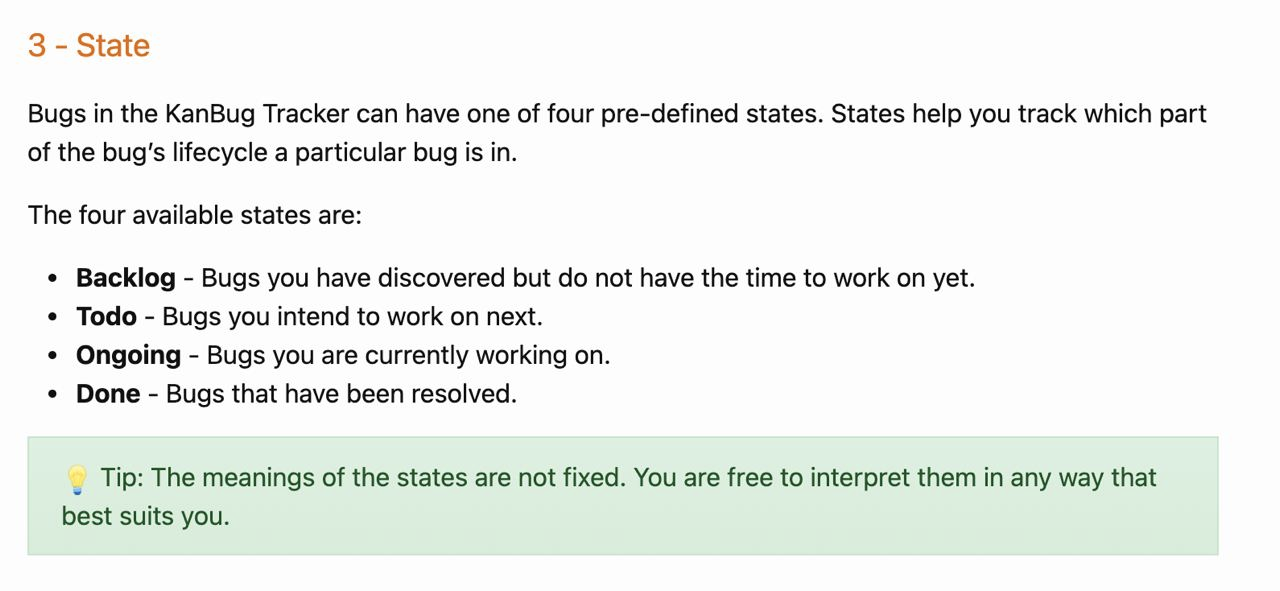 3 - State
Bugs in the KanBug Tracker can have one of four pre-defined states. States help you track which part
of the bug’s lifecycle a particular bug is in.
The four available states are:
• Backlog - Bugs you have discovered but do not have the time to work on yet.
• Todo - Bugs you intend to work on next.
• Ongoing - Bugs you are currently working on.
• Done - Bugs that have been resolved.
💡 Tip: The meanings of the states are not fixed. You are free to interpret them in any way that
best suits you.